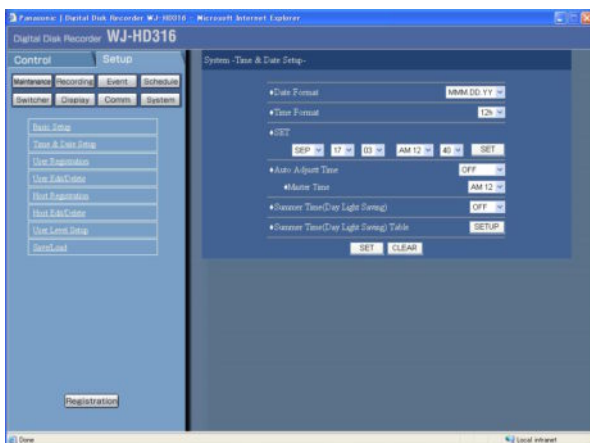 Panasonic | Digital Disk Recorder WJ-HD316 - Microsoft Internet Explorer
Digital Disk Recorder WJ-HD316
Control Setup
Maintenance Recording Event Schedule
Switcher Display Comm System
Basic Setup
Time & Date Setup
User Registration
User Edit/Delete
Host Registration
Host Edit/Delete
User Level Setup
Save/Load
Registration
System -Time & Date Setup-
♦Date Format MMM.DD.YY
♦Time Format 12h
♦SET
SEP 17 03 AM 12 40 SET
♦Auto Adjust Time OFF
♦Master Time AM 12
♦Summer Time(Day Light Saving) OFF
♦Summer Time(Day Light Saving) Table SETUP
SET CLEAR
Done Local intranet